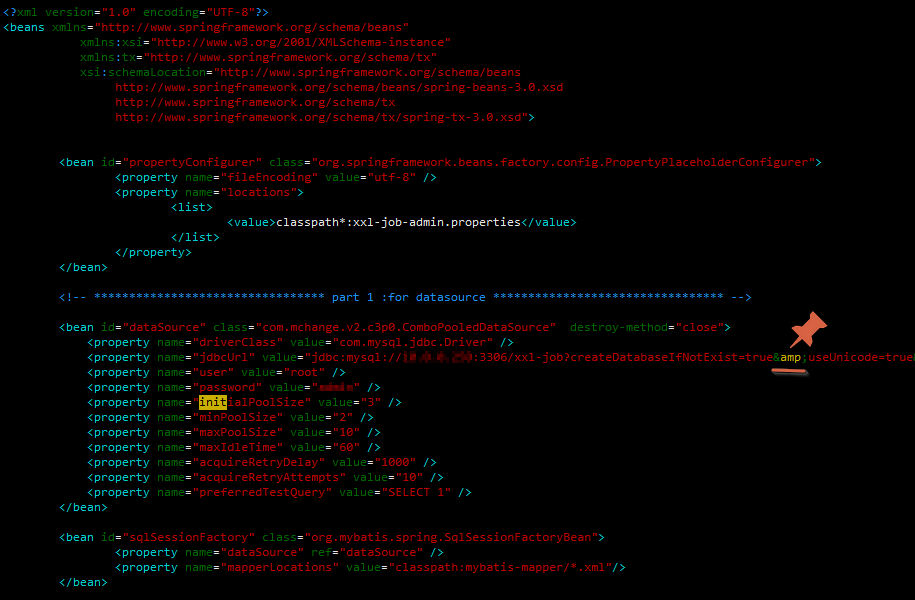 <?xml version="1.0" encoding="UTF-8"?>
<beans xmlns="http://www.springframework.org/schema/beans"
xmlns:xsi="http://www.w3.org/2001/XMLSchema-instance"
xmlns:tx="http://www.springframework.org/schema/tx"
xsi:schemaLocation="http://www.springframework.org/schema/beans
http://www.springframework.org/schema/beans/spring-beans-3.0.xsd
http://www.springframework.org/schema/tx
http://www.springframework.org/schema/tx/spring-tx-3.0.xsd">
<bean id="propertyConfigurer" class="org.springframework.beans.factory.config.PropertyPlaceholderConfigurer">
<property name="fileEncoding" value="utf-8" />
<property name="locations">
<list>
<value>classpath*:xxl-job-admin.properties</value>
</list>
</property>
</bean>
<!-- ********************************* part 1 :for datasource ********************************* -->
<bean id="dataSource" class="com.mchange.v2.c3p0.ComboPooledDataSource"  destroy-method="close">
<property name="driverClass" value="com.mysql.jdbc.Driver" />
<property name="jdbcUrl" value="jdbc:mysql:// :3306/xxl-job?createDatabaseIfNotExist=true&amp;useUnicode=true&
<property name="user" value="root" />
<property name="password" value=" " />
<property name="initialPoolSize" value="3" />
<property name="minPoolSize" value="2" />
<property name="maxPoolSize" value="10" />
<property name="maxIdleTime" value="60" />
<property name="acquireRetryDelay" value="1000" />
<property name="acquireRetryAttempts" value="10" />
<property name="preferredTestQuery" value="SELECT 1" />
</bean>
<bean id="sqlSessionFactory" class="org.mybatis.spring.SqlSessionFactoryBean">
<property name="dataSource" ref="dataSource" />
<property name="mapperLocations" value="classpath:mybatis-mapper/*.xml"/>
</bean>